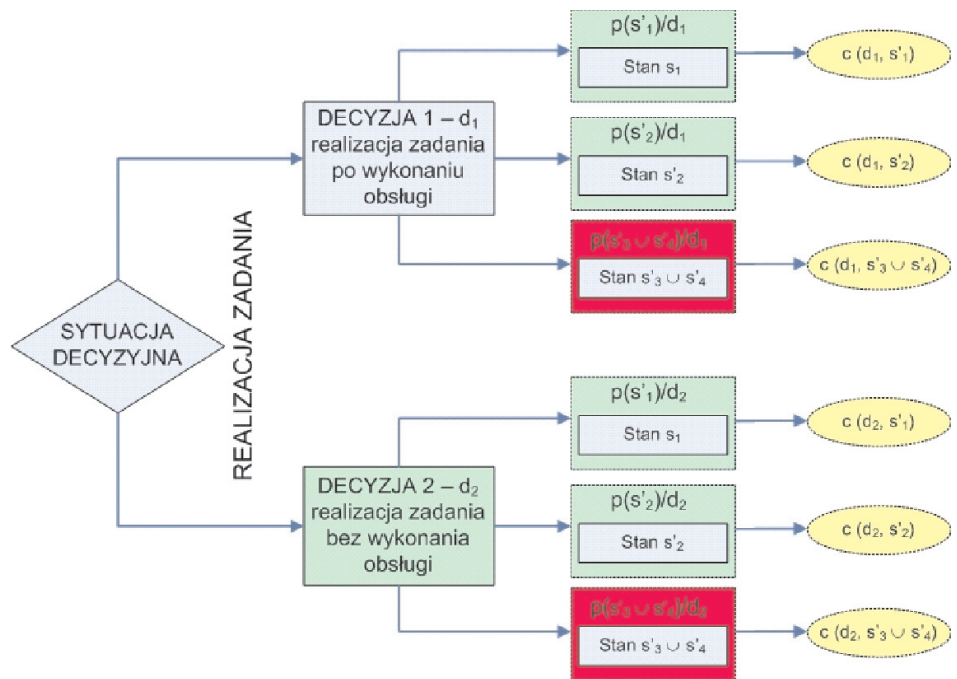 SYTUACJA
DECYZYJNA
REALIZACJA ZADANIA
DECYZJA 1 – d₁
realizacja zadania
po wykonaniu
obsługi
p(s'₁)/d₁
Stan s₁
c (d₁, s'₁)
p(s'₂)/d₁
Stan s'₂
c (d₁, s'₂)
p(s'₃ ∪ s'₄)/d₁
Stan s'₃ ∪ s'₄
c (d₁, s'₃ ∪ s'₄)
DECYZJA 2 – d₂
realizacja zadania
bez wykonania
obsługi
p(s'₁)/d₂
Stan s₁
c (d₂, s'₁)
p(s'₂)/d₂
Stan s'₂
c (d₂, s'₂)
p(s'₃ ∪ s'₄)/d₂
Stan s'₃ ∪ s'₄
c (d₂, s'₃ ∪ s'₄)